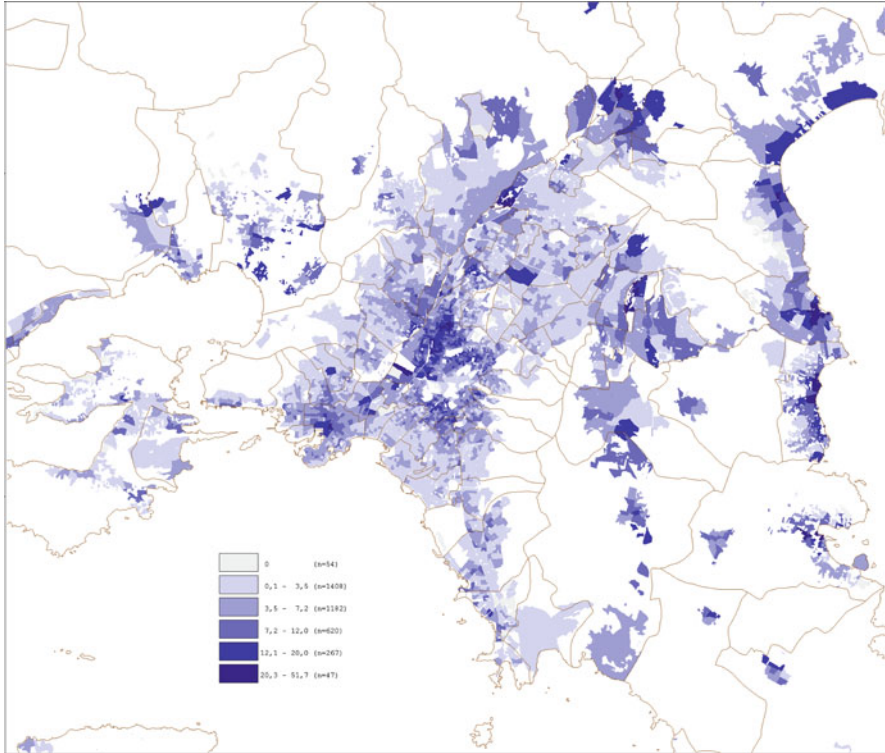 0 (n=54)
0,1 - 3,5 (n=1408)
3,5 - 7,2 (n=1182)
7,2 - 12,0 (n=620)
12,1 - 20,0 (n=267)
20,3 - 51,7 (n=47)